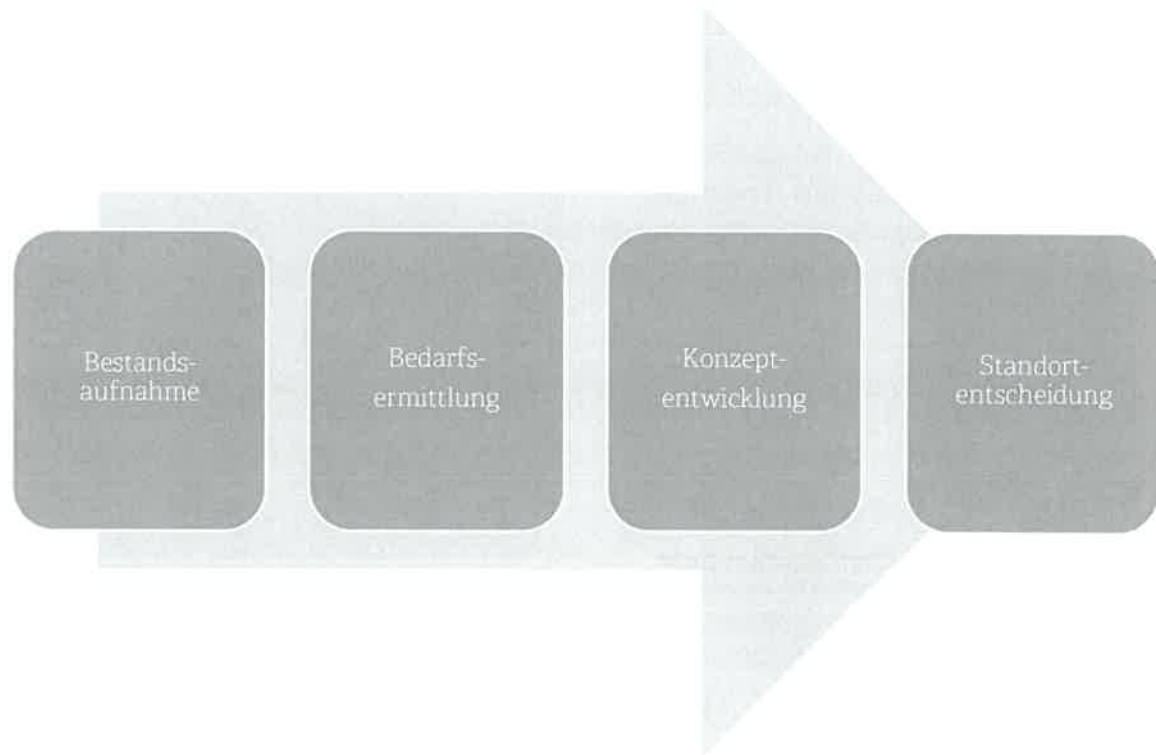 Bestands-
aufnahme
Bedarfs-
ermittlung
Konzept-
entwicklung
Standort-
entscheidung